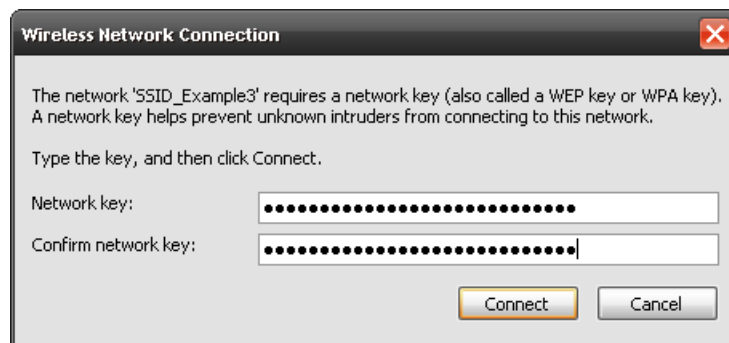 Wireless Network Connection
The network 'SSID_Example3' requires a network key (also called a WEP key or WPA key).
A network key helps prevent unknown intruders from connecting to this network.
Type the key, and then click Connect.
Network key: ••••••••••••••••••••••••••••
Confirm network key: ••••••••••••••••••••••••••••
Connect Cancel